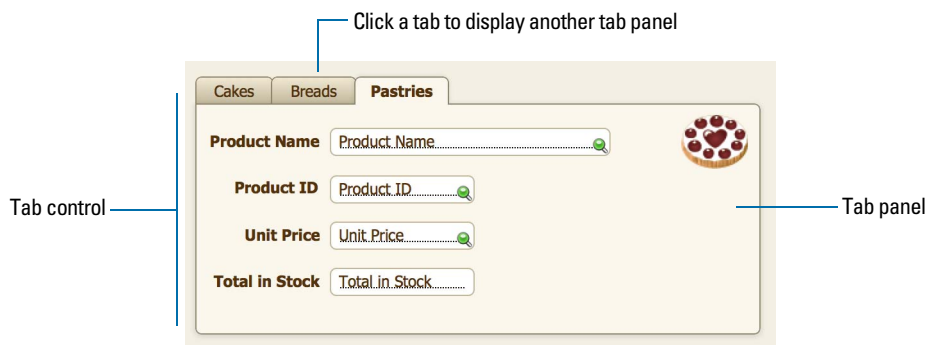 Click a tab to display another tab panel
Cakes Breads Pastries
Product Name Product Name
Product ID Product ID
Tab control
Tab panel
Unit Price Unit Price
Total in Stock Total in Stock